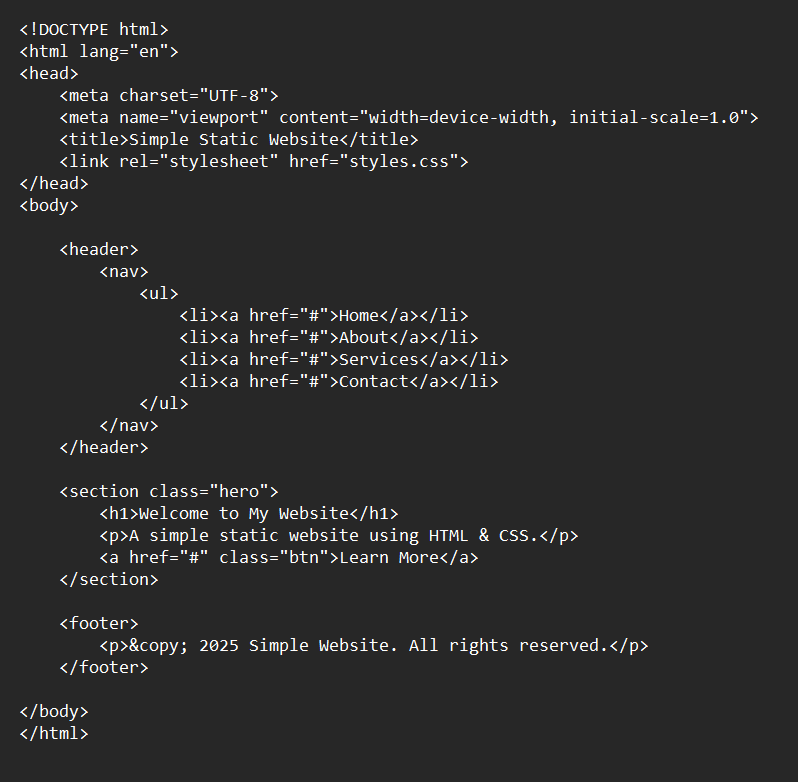 <!DOCTYPE html>
<html lang="en">
<head>
    <meta charset="UTF-8">
    <meta name="viewport" content="width=device-width, initial-scale=1.0">
    <title>Simple Static Website</title>
    <link rel="stylesheet" href="styles.css">
</head>
<body>

    <header>
        <nav>
            <ul>
                <li><a href="#">Home</a></li>
                <li><a href="#">About</a></li>
                <li><a href="#">Services</a></li>
                <li><a href="#">Contact</a></li>
            </ul>
        </nav>
    </header>

    <section class="hero">
        <h1>Welcome to My Website</h1>
        <p>A simple static website using HTML & CSS.</p>
        <a href="#" class="btn">Learn More</a>
    </section>

    <footer>
        <p>&copy; 2025 Simple Website. All rights reserved.</p>
    </footer>

</body>
</html>